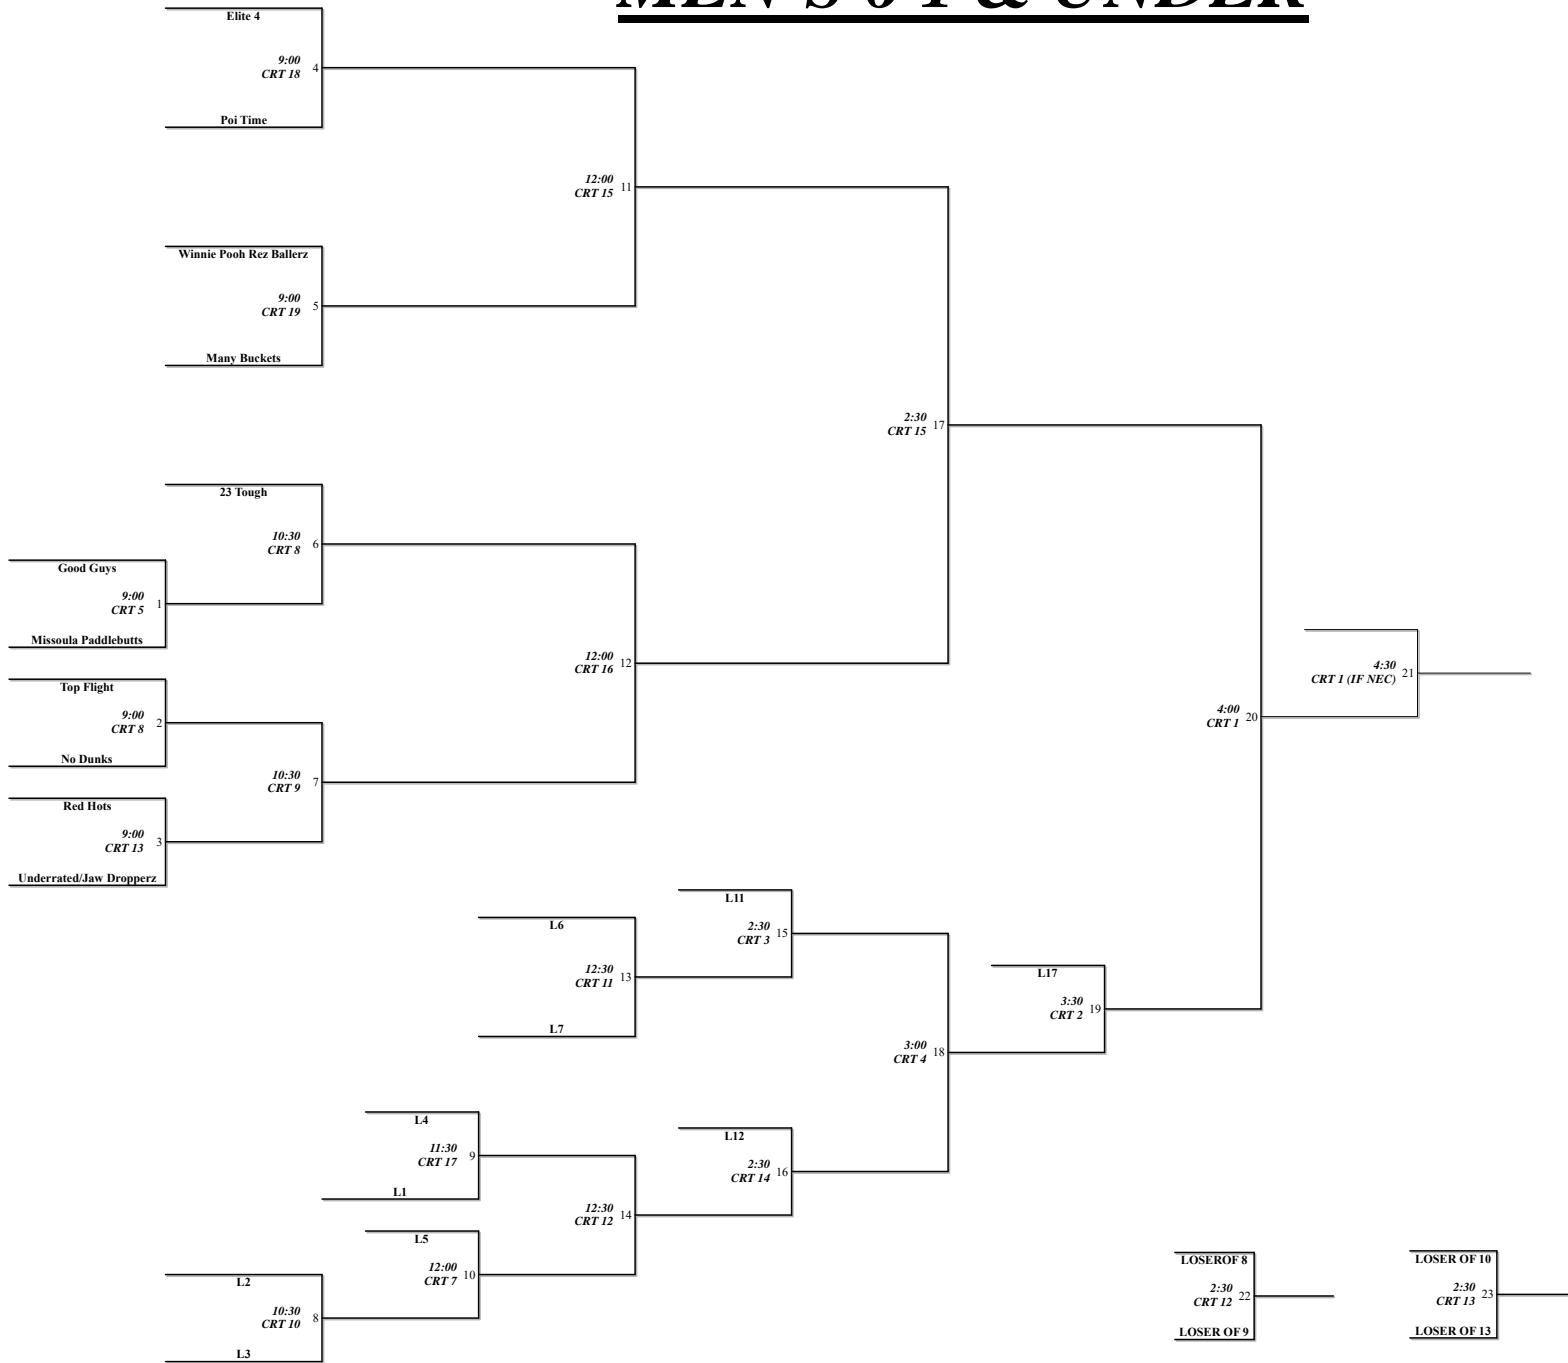 Elite 4
9:00
CRT 18 4
Poi Time
12:00
CRT 15 11
Winnie Pooh Rez Ballerz
9:00
CRT 19 5
Many Buckets
2:30
CRT 15 17
23 Tough
10:30
CRT 8 6
Good Guys
9:00
CRT 5 1
Missoula Paddlebutts
12:00
CRT 16 12
Top Flight
9:00
CRT 8 2
No Dunks
10:30
CRT 9 7
Red Hots
9:00
CRT 13 3
Underrated/Jaw Dropperz
4:30
CRT 1 (IF NEC) 21
4:00
CRT 1 20
L11
2:30
CRT 3 15
L6
12:30
CRT 11 13
L7
L17
3:30
CRT 2 19
3:00
CRT 4 18
L4
11:30
CRT 17 9
L1
L12
2:30
CRT 14 16
12:30
CRT 12 14
L5
12:00
CRT 7 10
L2
10:30
CRT 10 8
L3
LOSEROF 8
2:30
CRT 12 22
LOSER OF 9
LOSER OF 10
2:30
CRT 13 23
LOSER OF 13